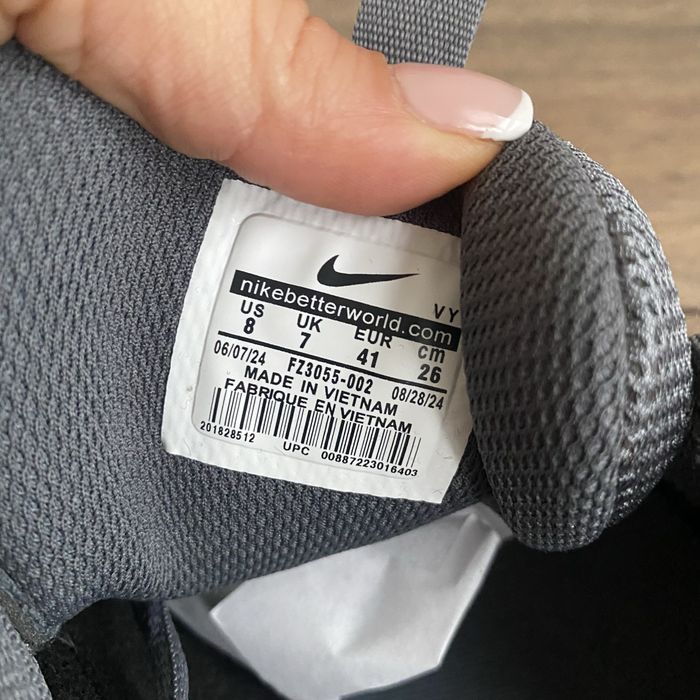 nikebetterworld.com
VY
US UK EUR cm
8 7 41 26
06/07/24 FZ3055-002 08/28/24
MADE IN VIETNAM
FABRIQUE EN VIETNAM
201828512 UPC 00887223016403